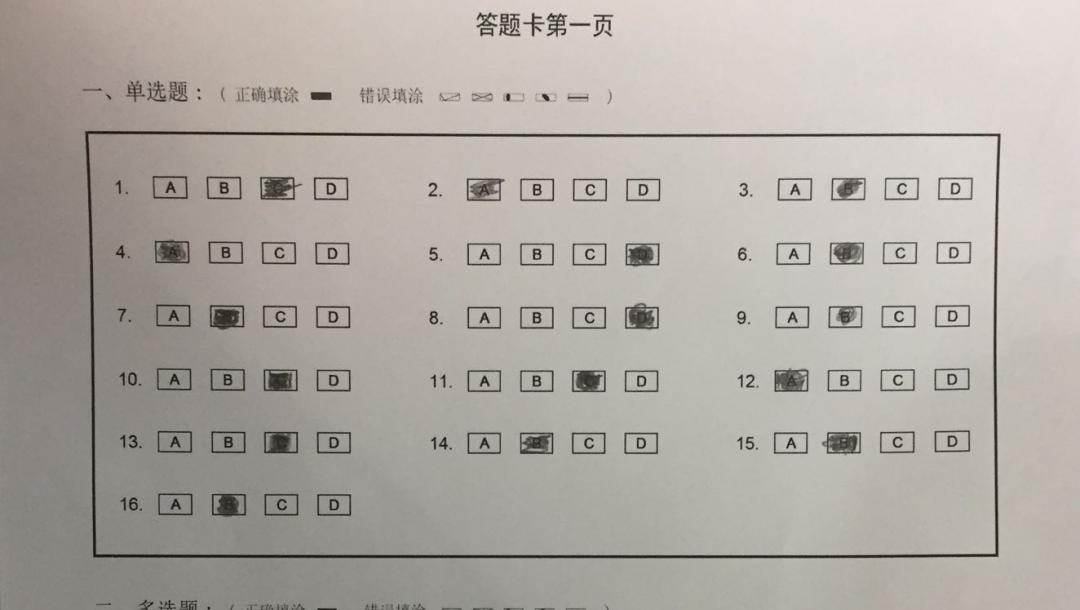 答题卡第一页
一、单选题：（ 正确填涂 错误填涂 ）
1. A B C D 2. A B C D 3. A B C D
4. A B C D 5. A B C D 6. A B C D
7. A B C D 8. A B C D 9. A B C D
10. A B C D 11. A B C D 12. A B C D
13. A B C D 14. A B C D 15. A B C D
16. A B C D
二、多选题：（ 正确填涂 错误填涂 ）